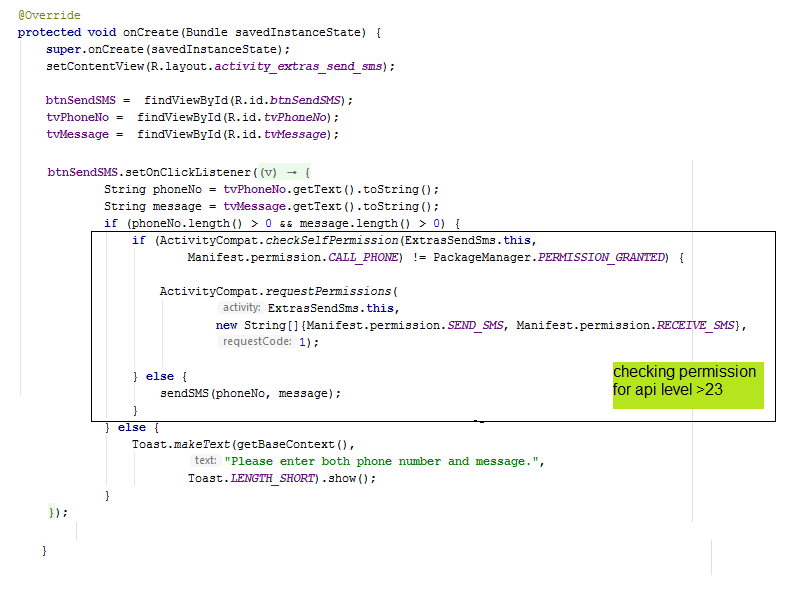 @Override
protected void onCreate(Bundle savedInstanceState) {
super.onCreate(savedInstanceState);
setContentView(R.layout.activity_extras_send_sms);
btnSendSMS =  findViewById(R.id.btnSendSMS);
tvPhoneNo =  findViewById(R.id.tvPhoneNo);
tvMessage =  findViewById(R.id.tvMessage);
btnSendSMS.setOnClickListener((v) → {
String phoneNo = tvPhoneNo.getText().toString();
String message = tvMessage.getText().toString();
if (phoneNo.length() > 0 && message.length() > 0) {
if (ActivityCompat.checkSelfPermission(ExtrasSendSms.this,
Manifest.permission.CALL_PHONE) != PackageManager.PERMISSION_GRANTED) {
ActivityCompat.requestPermissions(
activity: ExtrasSendSms.this,
new String[]{Manifest.permission.SEND_SMS, Manifest.permission.RECEIVE_SMS},
requestCode: 1);
} else {
sendSMS(phoneNo, message);
}
checking permission
for api level >23
} else {
Toast.makeText(getBaseContext(),
text: "Please enter both phone number and message.",
Toast.LENGTH_SHORT).show();
}
});
}